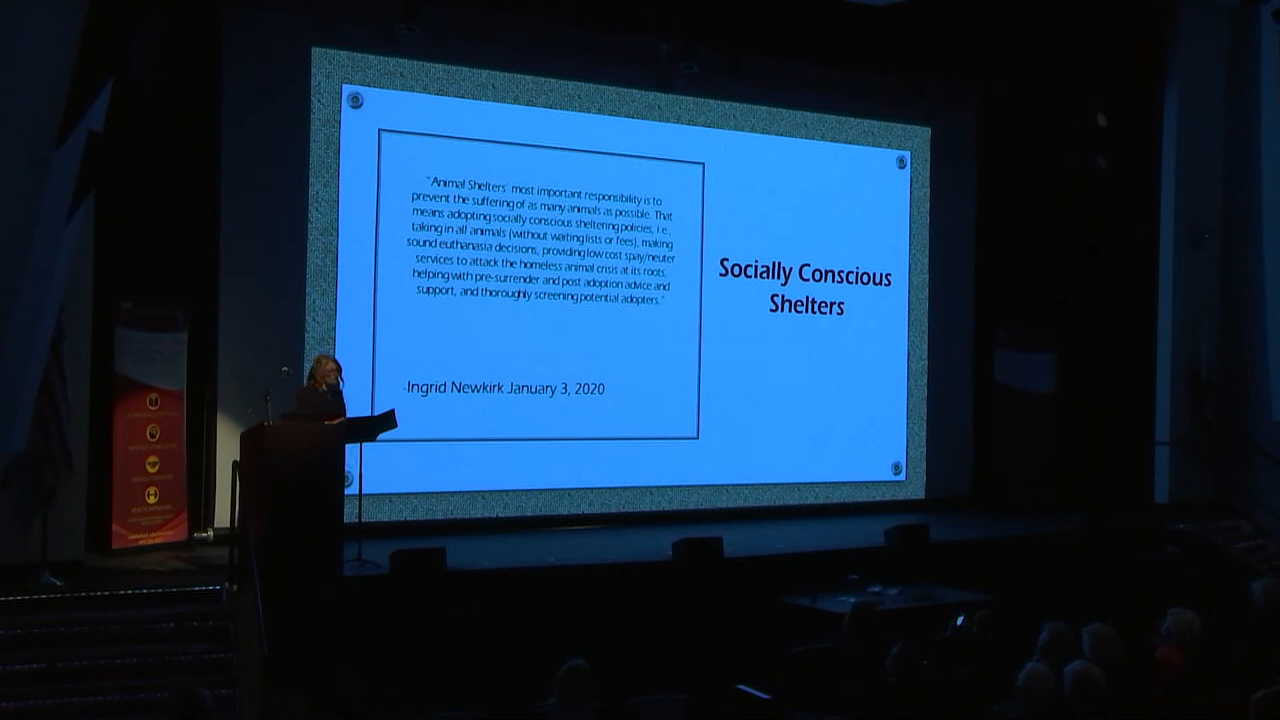 "Animal Shelters' most important responsibility is to
prevent the suffering of as many animals as possible. That
means adopting socially conscious sheltering policies, i.e.,
taking in all animals (without waiting lists or fees), making
sound euthanasia decisions, providing low cost spay/neuter
services to attack the homeless animal crisis at its roots,
helping with pre-surrender and post adoption advice and
support, and thoroughly screening potential adopters."
-Ingrid Newkirk January 3, 2020
Socially Conscious
Shelters